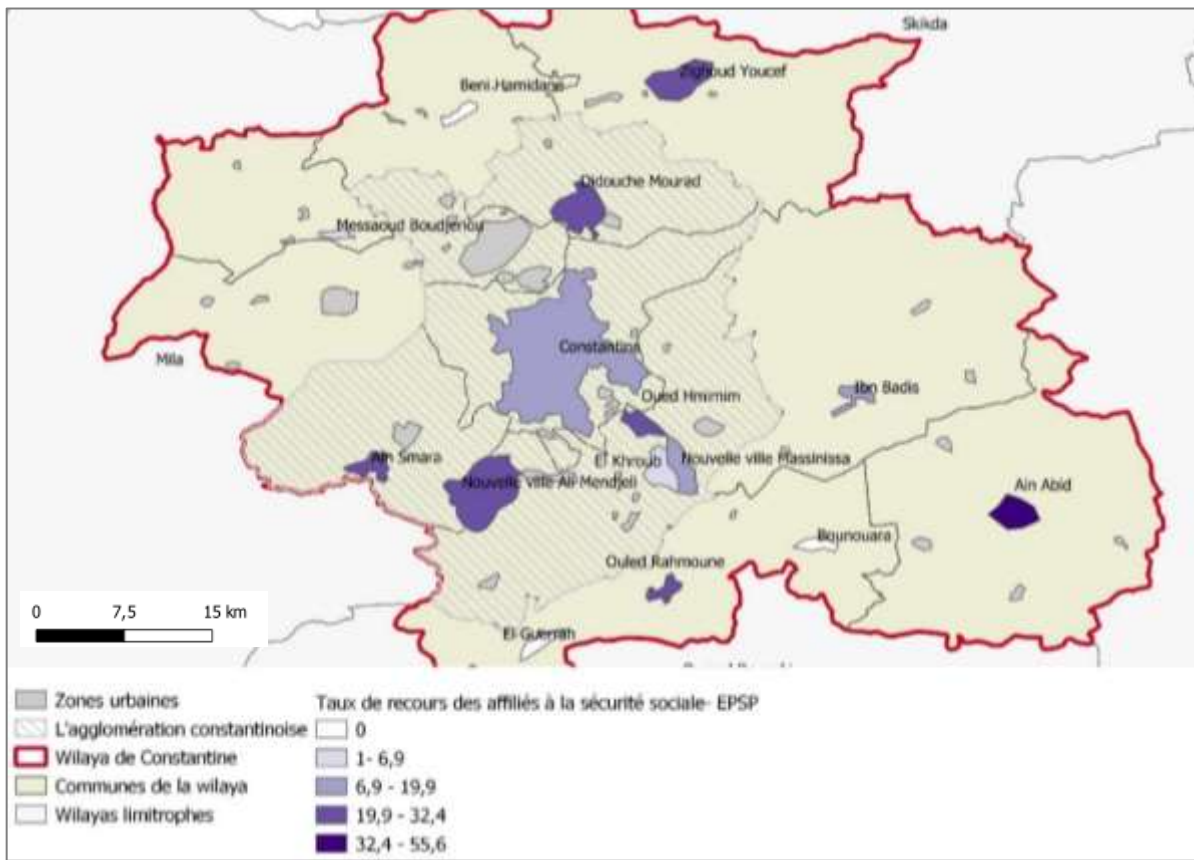 Skikda
Zighoud Youcef
Beni Hamidane
Didouche Mourad
Messaoud Boudjeriou
Constantine
Mila
Ibn Badis
Oued Hmimim
Ain Smara
El Khroub
Nouvelle ville Massinissa
Nouvelle ville Ali Mendjeli
Ain Abid
Bounouara
Ouled Rahmoune
El Guerrah
0 7,5 15 km
Zones urbaines
L'agglomération constantinoise
Wilaya de Constantine
Communes de la wilaya
Wilayas limitrophes
Taux de recours des affiliés à la sécurité sociale- EPSP
0
1- 6,9
6,9 - 19,9
19,9 - 32,4
32,4 - 55,6